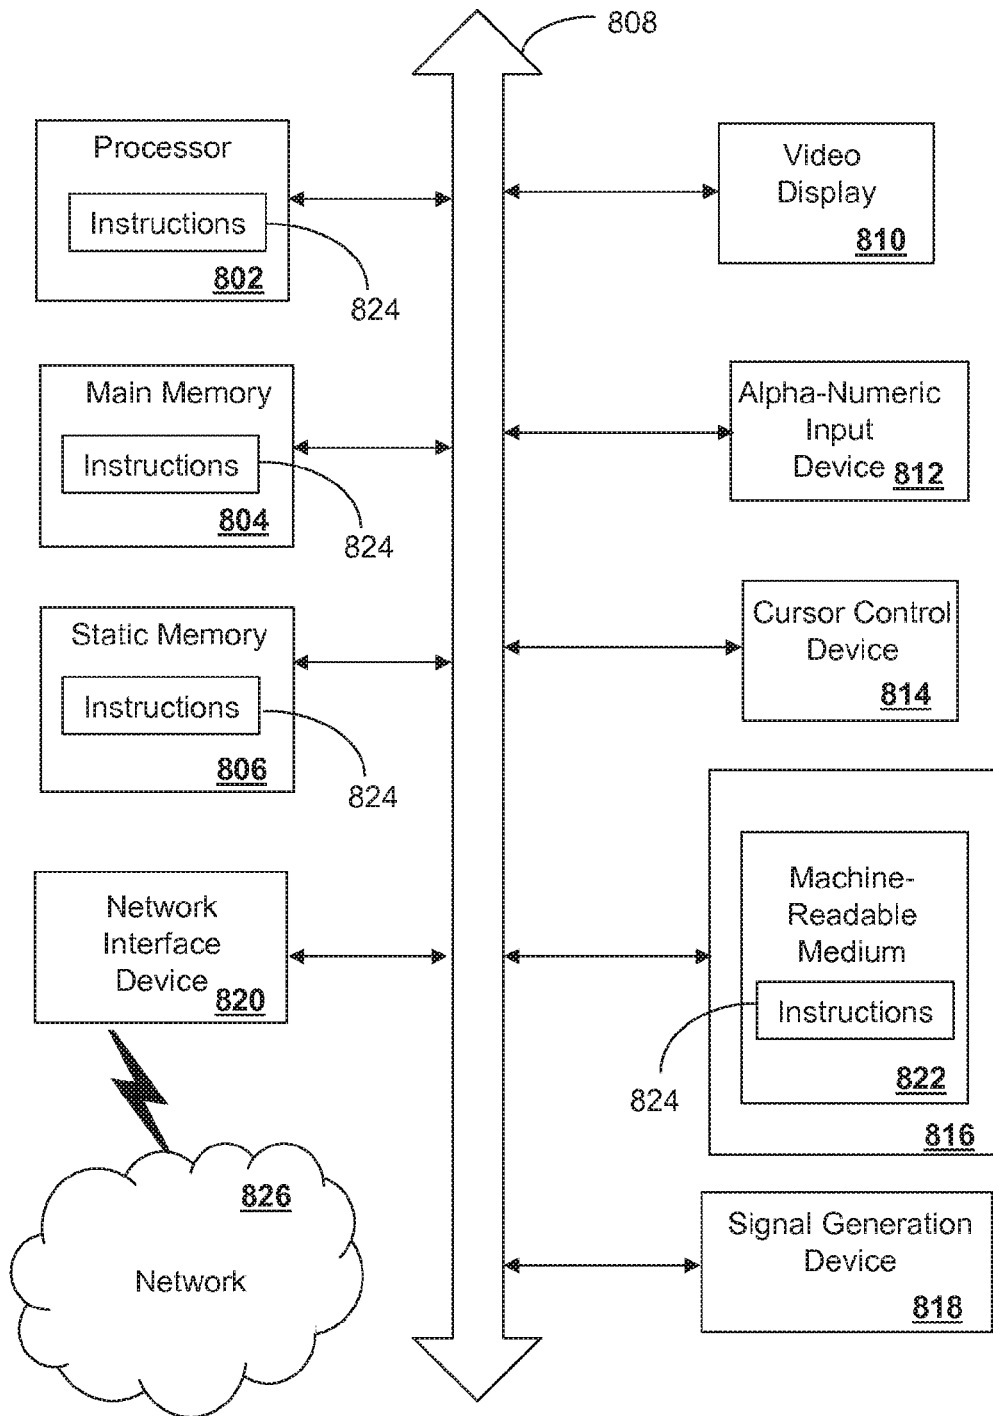 808
Processor
Instructions
802
824
Main Memory
Instructions
804
824
Static Memory
Instructions
806
824
Network
Interface
Device
820
826
Network
Video
Display
810
Alpha-Numeric
Input
Device
812
Cursor Control
Device
814
Machine-
Readable
Medium
Instructions
822
824
816
Signal Generation
Device
818